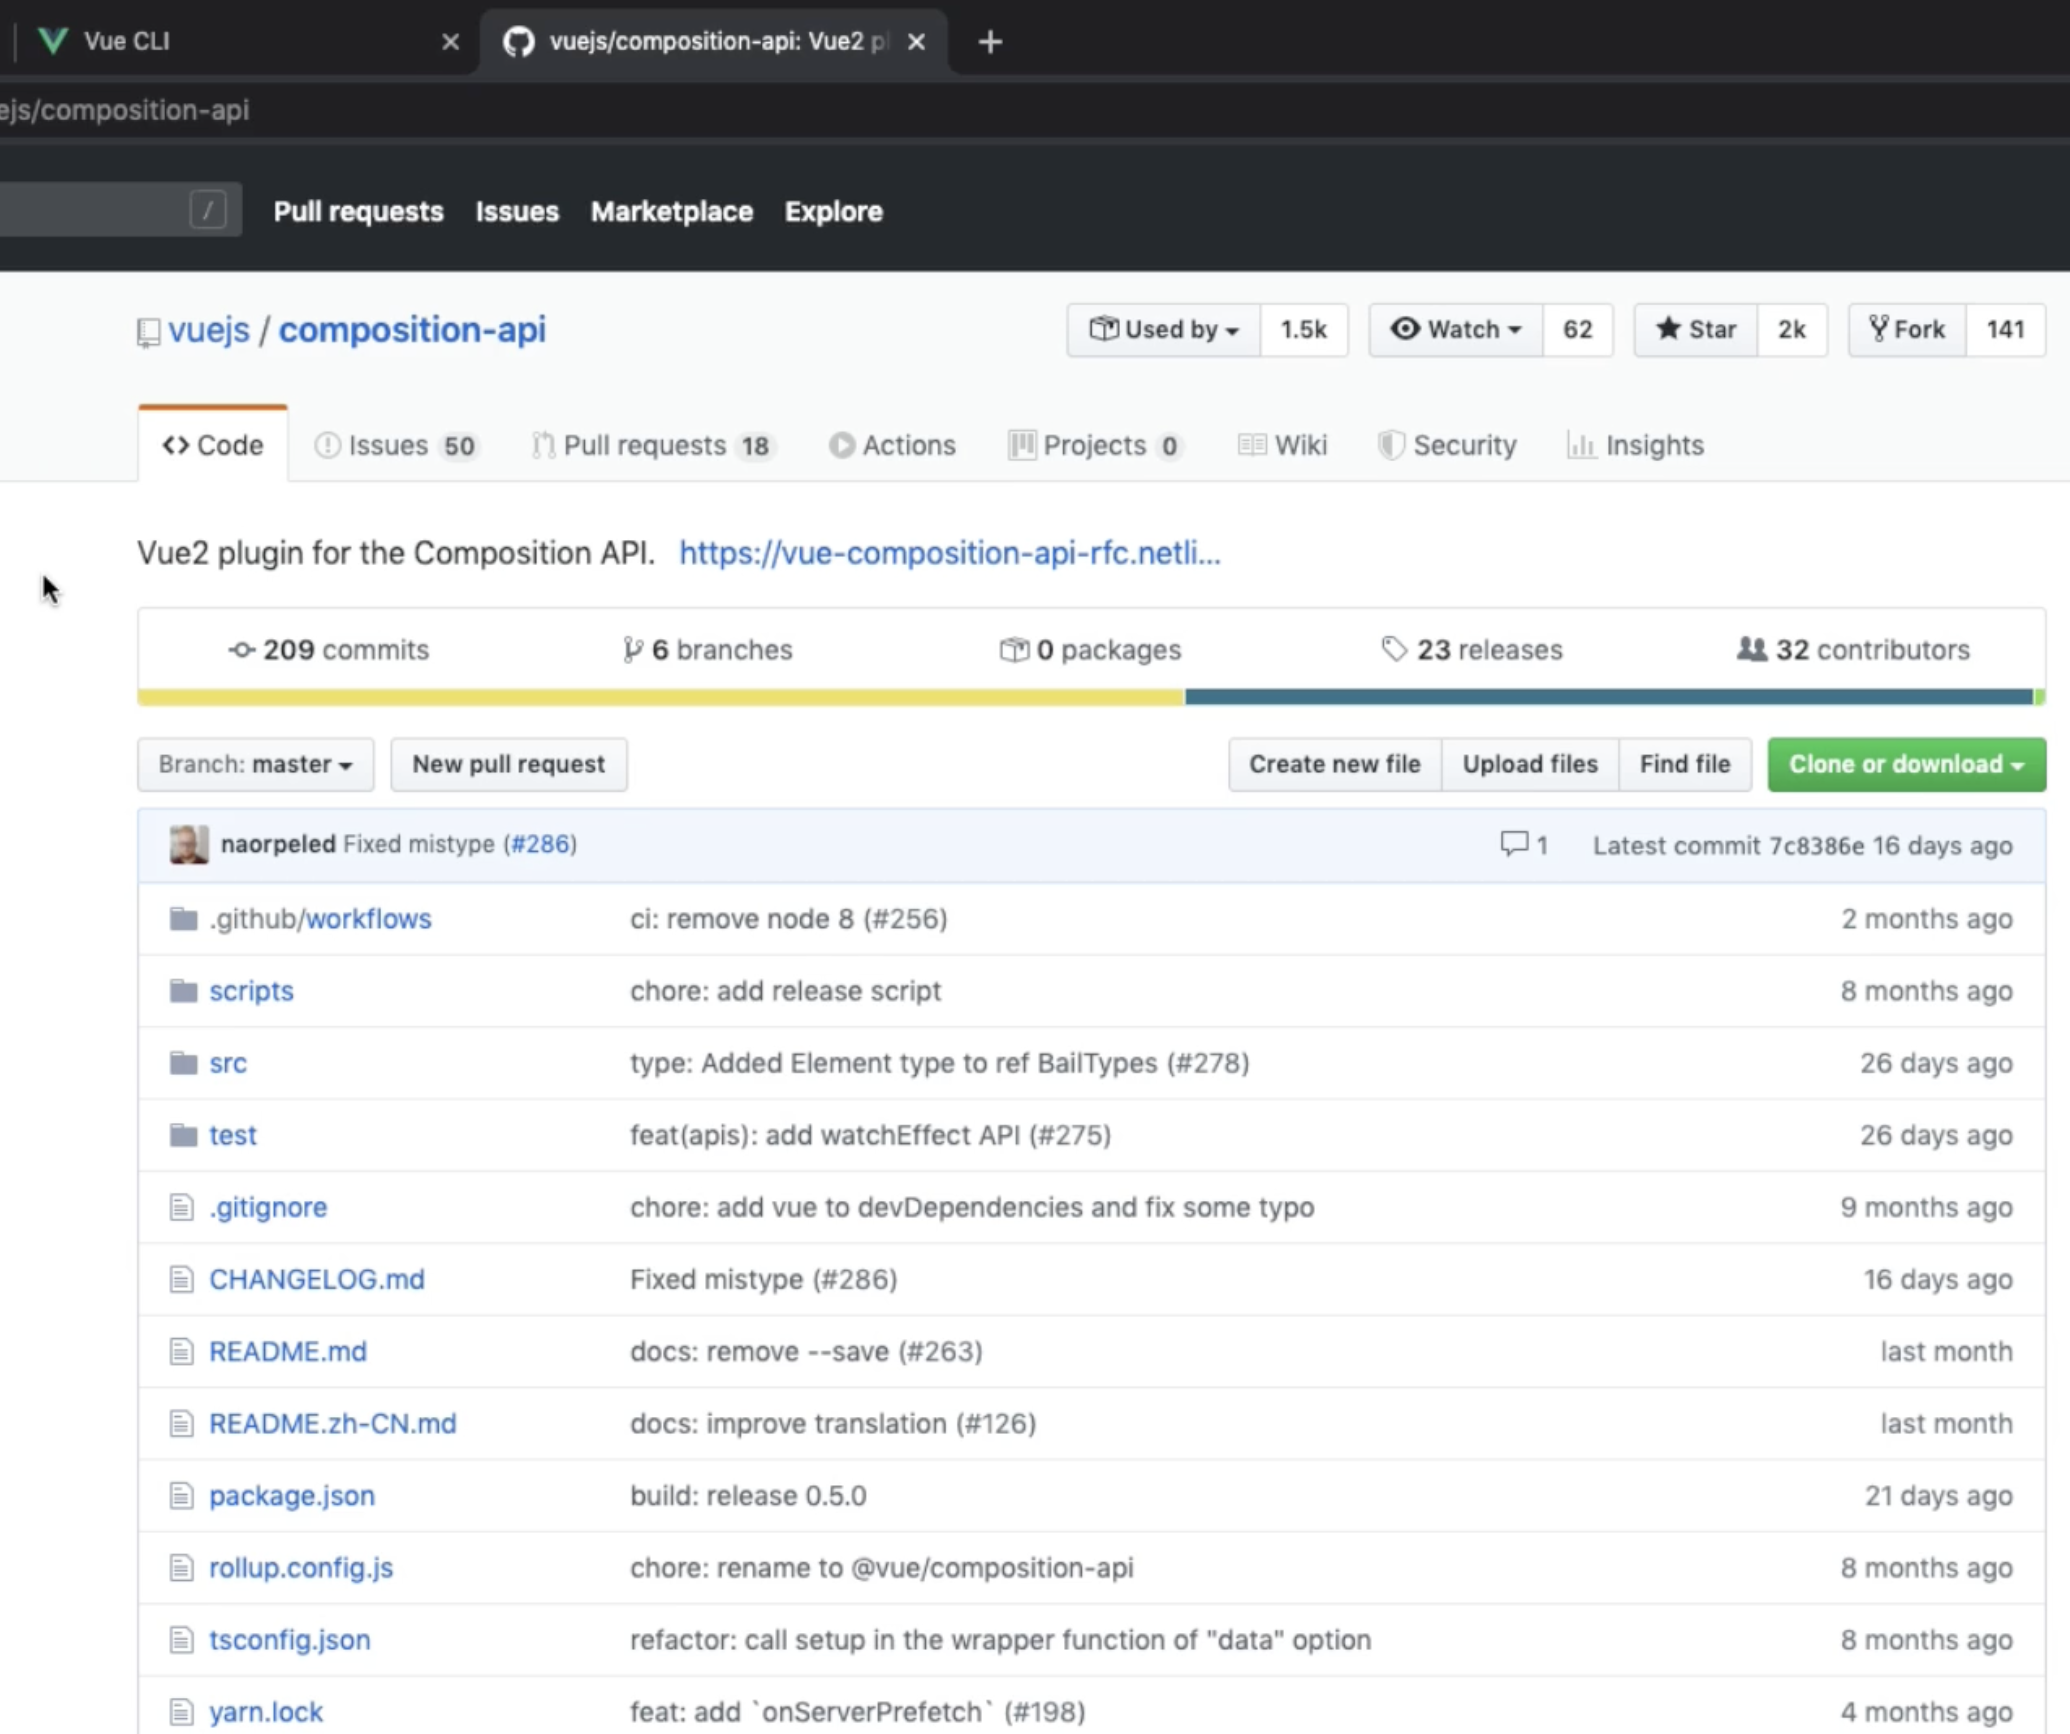 Vue CLI
vuejs/composition-api: Vue2 pl
ejs/composition-api
/ Pull requests Issues Marketplace Explore
vuejs / composition-api Used by 1.5k Watch 62 Star 2k Fork 141
Code Issues 50 Pull requests 18 Actions Projects 0 Wiki Security Insights
Vue2 plugin for the Composition API. https://vue-composition-api-rfc.netli...
209 commits 6 branches 0 packages 23 releases 32 contributors
Branch: master New pull request Create new file Upload files Find file Clone or download
naorpeled Fixed mistype (#286) 1 Latest commit 7c8386e 16 days ago
.github/workflows ci: remove node 8 (#256) 2 months ago
scripts chore: add release script 8 months ago
src type: Added Element type to ref BailTypes (#278) 26 days ago
test feat(apis): add watchEffect API (#275) 26 days ago
.gitignore chore: add vue to devDependencies and fix some typo 9 months ago
CHANGELOG.md Fixed mistype (#286) 16 days ago
README.md docs: remove --save (#263) last month
README.zh-CN.md docs: improve translation (#126) last month
package.json build: release 0.5.0 21 days ago
rollup.config.js chore: rename to @vue/composition-api 8 months ago
tsconfig.json refactor: call setup in the wrapper function of "data" option 8 months ago
yarn.lock feat: add `onServerPrefetch` (#198) 4 months ago